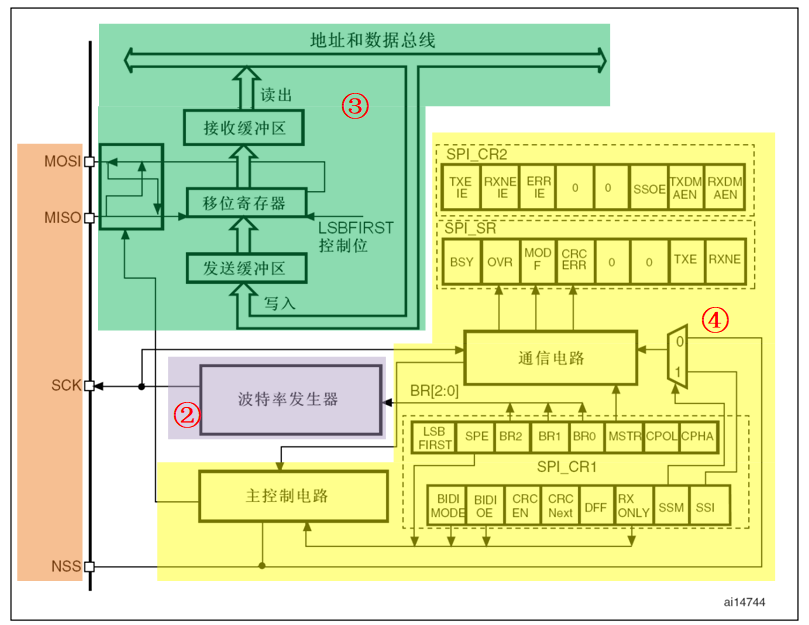 地址和数据总线
读出
③
接收缓冲区
MOSI
移位寄存器
MISO
LSBFIRST
控制位
发送缓冲区
写入
SPI_CR2
TXE IE
RXNE IE
ERR IE
0
0
SSOE
TXDM AEN
RXDM AEN
SPI_SR
BSY
OVR
MOD F
CRC ERR
0
0
TXE
RXNE
④
通信电路
0
1
SCK
②
波特率发生器
BR[2:0]
LSB FIRST
SPE
BR2
BR1
BR0
MSTR
CPOL
CPHA
SPI_CR1
主控制电路
BIDI MODE
BIDI OE
CRC EN
CRC Next
DFF
RX ONLY
SSM
SSI
NSS
ai14744